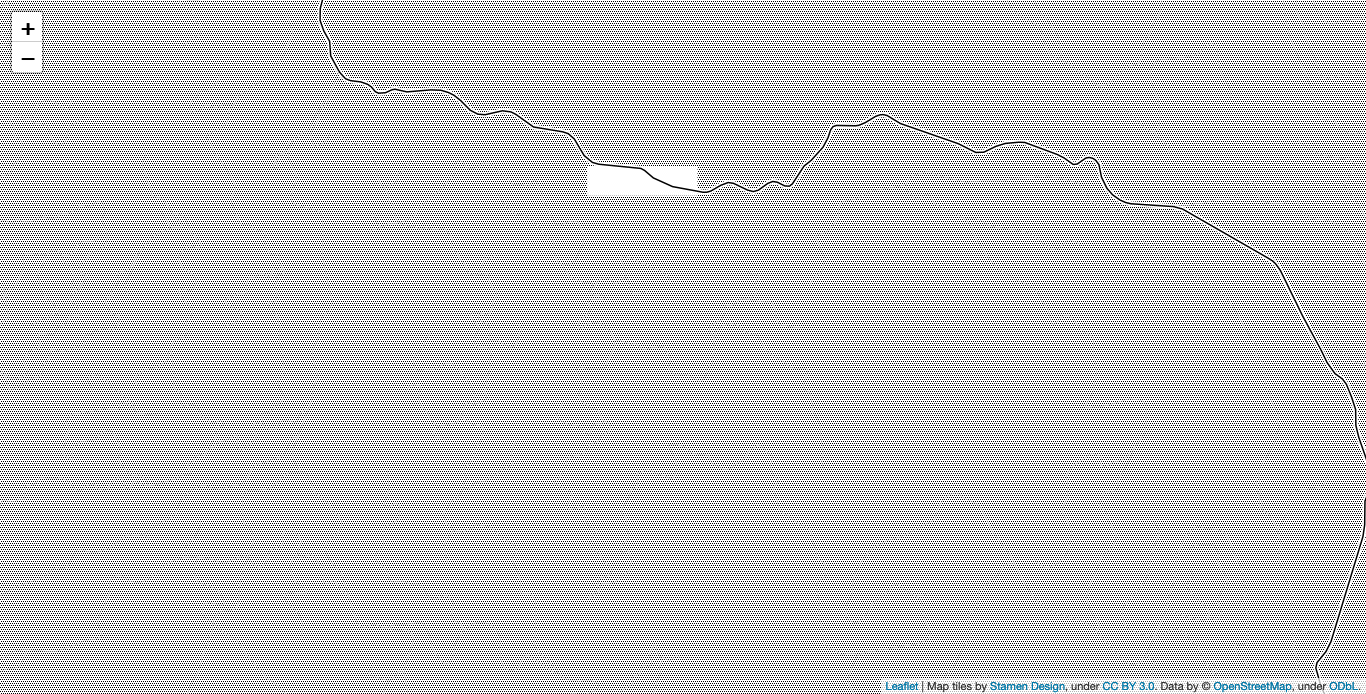 +
−
Leaflet | Map tiles by Stamen Design, under CC BY 3.0. Data by © OpenStreetMap, under ODbL.